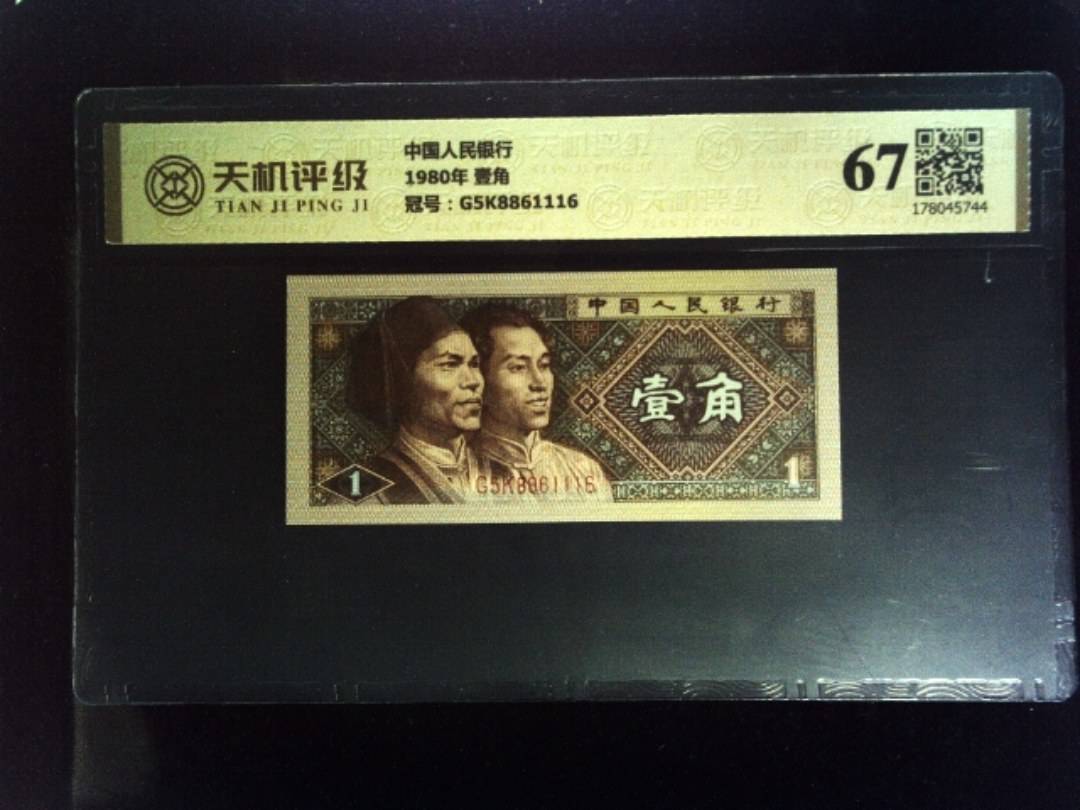 天机评级
TIAN JI PING JI
中国人民银行
1980年 壹角
冠号：G5K8861116
67
178045744
中国人民银行
壹角
1
1
G5K8861116